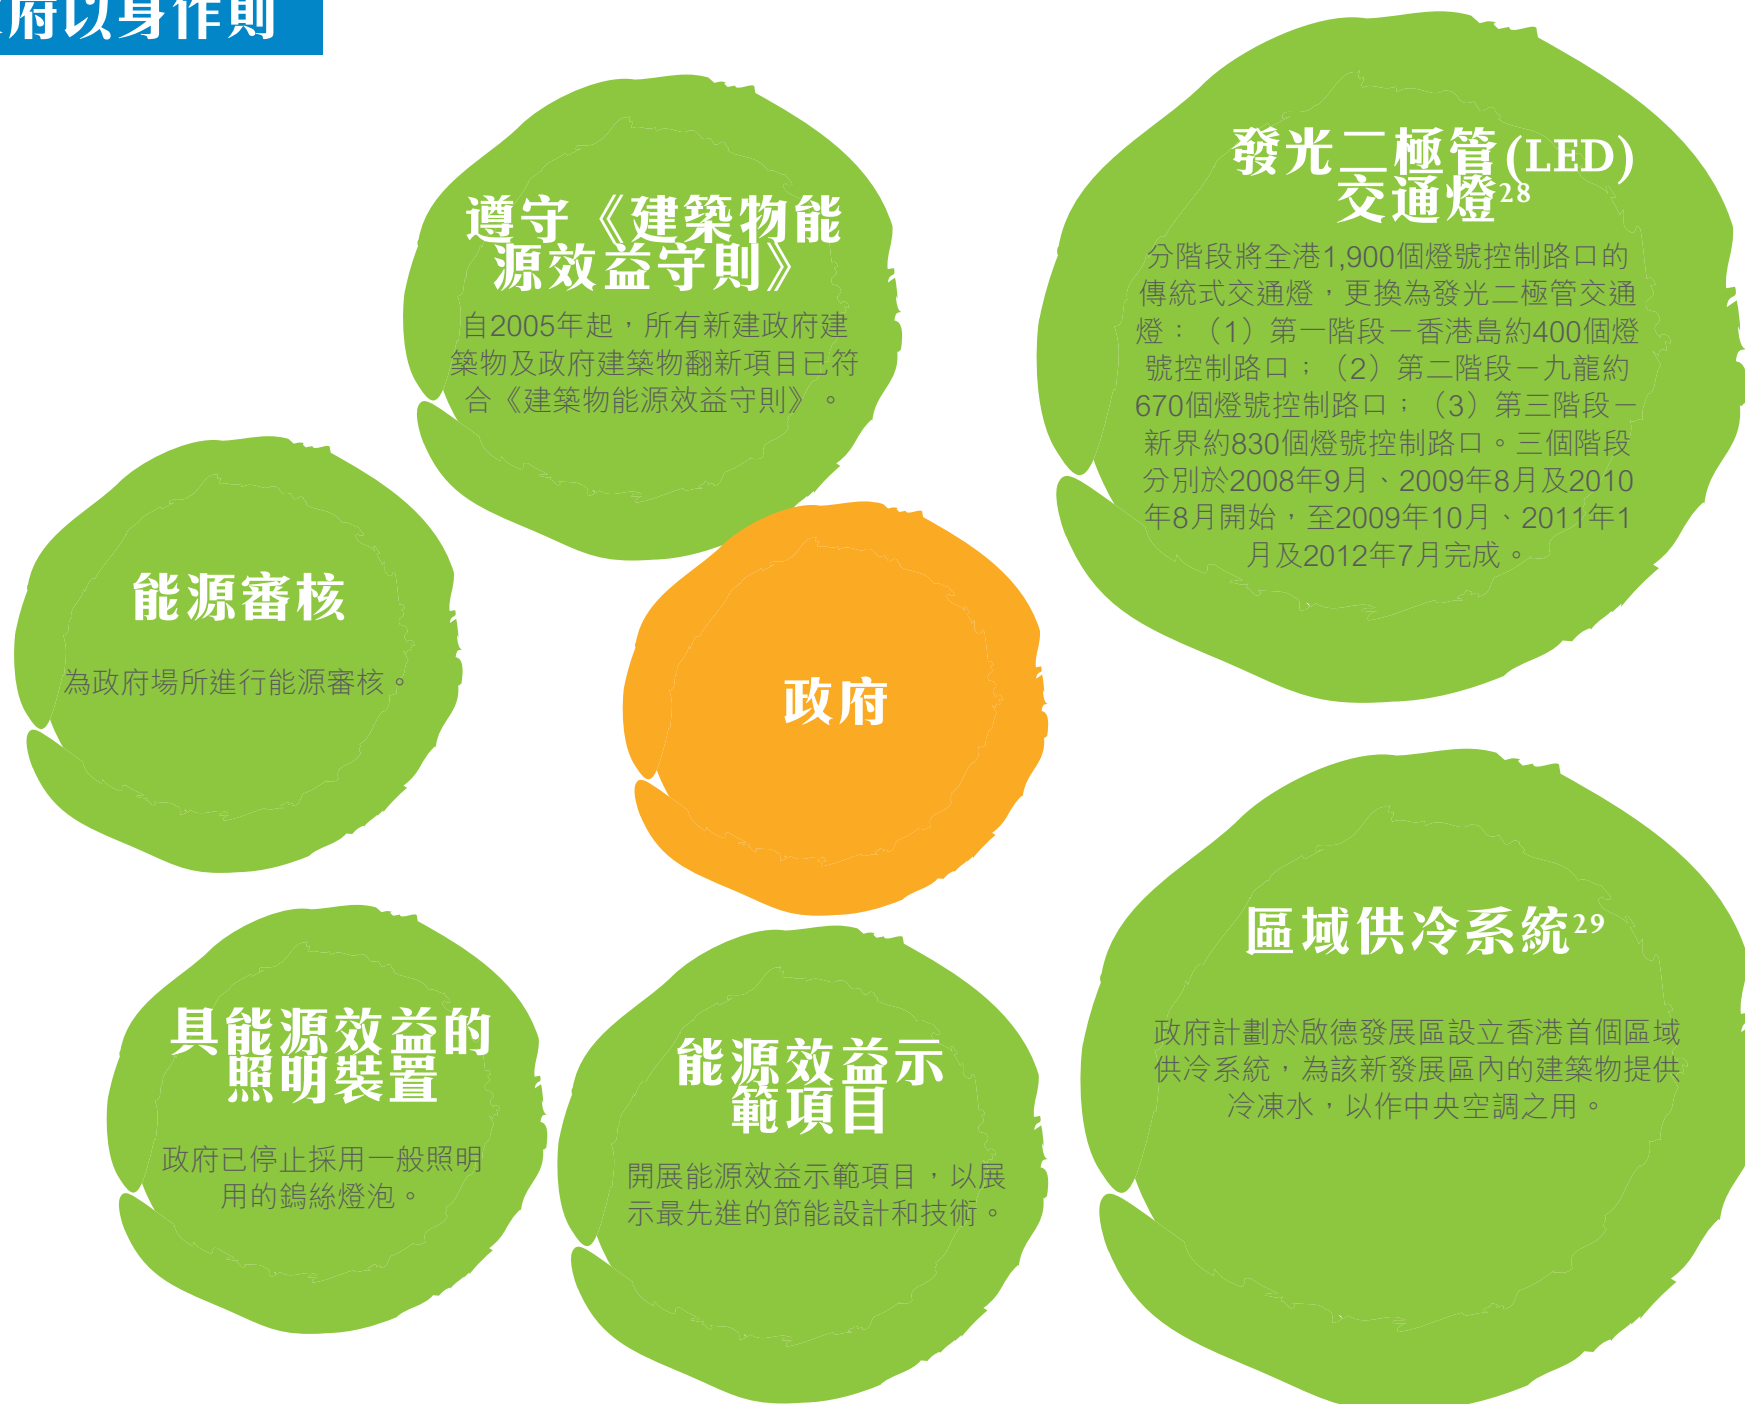 府以身作則
遵守《建築物能
源效益守則》
自2005年起，所有新建政府建
築物及政府建築物翻新項目已符
合《建築物能源效益守則》。
發光二極管(LED)
交通燈28
分階段將全港1,900個燈號控制路口的
傳統式交通燈，更換為發光二極管交通
燈：（1）第一階段－香港島約400個燈
號控制路口；（2）第二階段－九龍約
670個燈號控制路口；（3）第三階段－
新界約830個燈號控制路口。三個階段
分別於2008年9月、2009年8月及2010
年8月開始，至2009年10月、2011年1
月及2012年7月完成。
能源審核
為政府場所進行能源審核。
政府
具能源效益的
照明裝置
政府已停止採用一般照明
用的鎢絲燈泡。
能源效益示
範項目
開展能源效益示範項目，以展
示最先進的節能設計和技術。
區域供冷系統29
政府計劃於啟德發展區設立香港首個區域
供冷系統，為該新發展區內的建築物提供
冷凍水，以作中央空調之用。